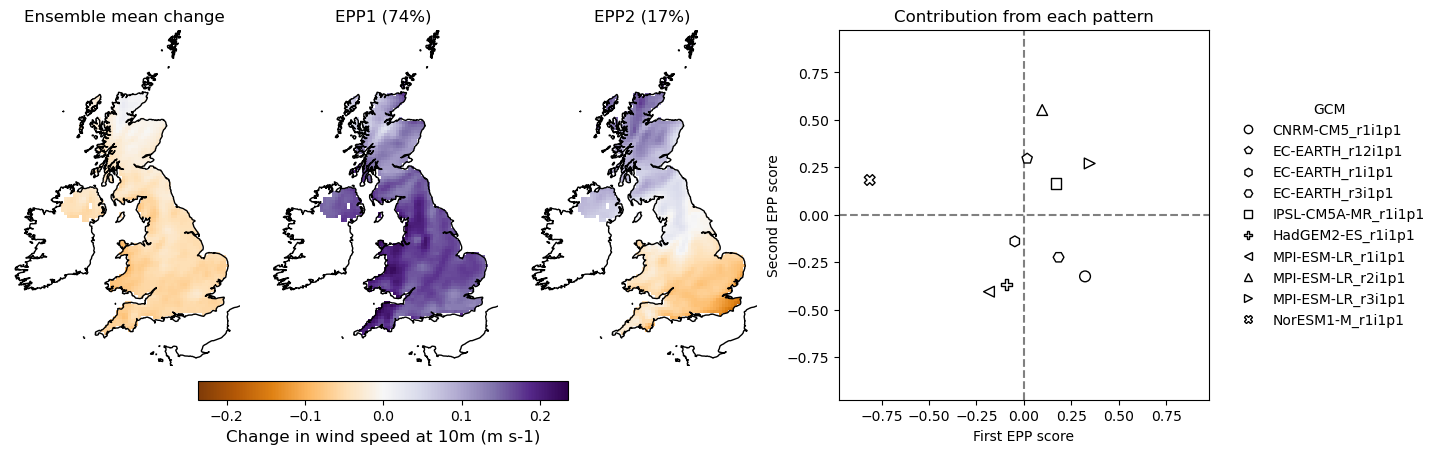 Ensemble mean change
EPP1 (74%)
EPP2 (17%)
Contribution from each pattern
−0.2 −0.1 0.0 0.1 0.2
Change in wind speed at 10m (m s-1)
Second EPP score
0.75
0.50
0.25
0.00
−0.25
−0.50
−0.75
−0.75 −0.50 −0.25 0.00 0.25 0.50 0.75
First EPP score
GCM
CNRM-CM5_r1i1p1
EC-EARTH_r12i1p1
EC-EARTH_r1i1p1
EC-EARTH_r3i1p1
IPSL-CM5A-MR_r1i1p1
HadGEM2-ES_r1i1p1
MPI-ESM-LR_r1i1p1
MPI-ESM-LR_r2i1p1
MPI-ESM-LR_r3i1p1
NorESM1-M_r1i1p1